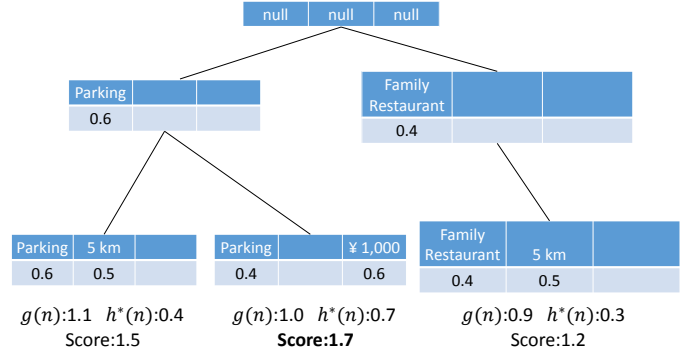 null null null
Parking
0.6
Family
Restaurant
0.4
Parking 5 km
0.6 0.5
g(n):1.1 h*(n):0.4
Score:1.5
Parking ¥ 1,000
0.4 0.6
g(n):1.0 h*(n):0.7
Score:1.7
Family
Restaurant 5 km
0.4 0.5
g(n):0.9 h*(n):0.3
Score:1.2